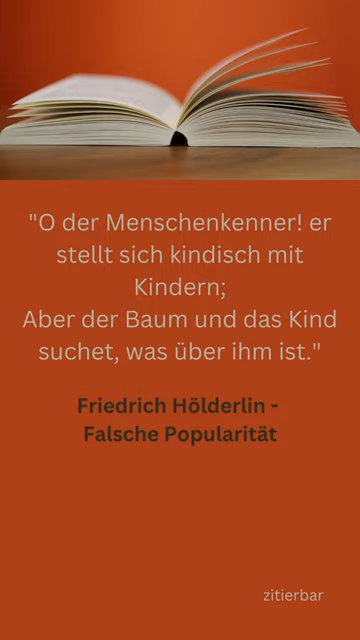 "O der Menschenkenner! er
stellt sich kindisch mit
Kindern;
Aber der Baum und das Kind
suchet, was über ihm ist."
Friedrich Hölderlin -
Falsche Popularität
zitierbar